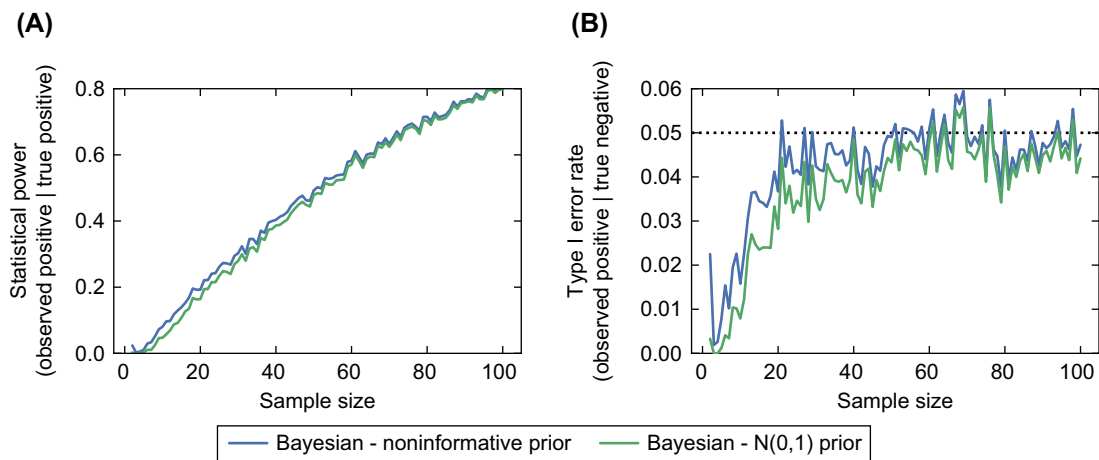 (A)
Statistical power
(observed positive | true positive)
0.8
0.6
0.4
0.2
0.0
0
20
40
60
80
100
Sample size
(B)
Type I error rate
(observed positive | true negative)
0.06
0.05
0.04
0.03
0.02
0.01
0.00
0
20
40
60
80
100
Sample size
Bayesian - noninformative prior
Bayesian - N(0,1) prior